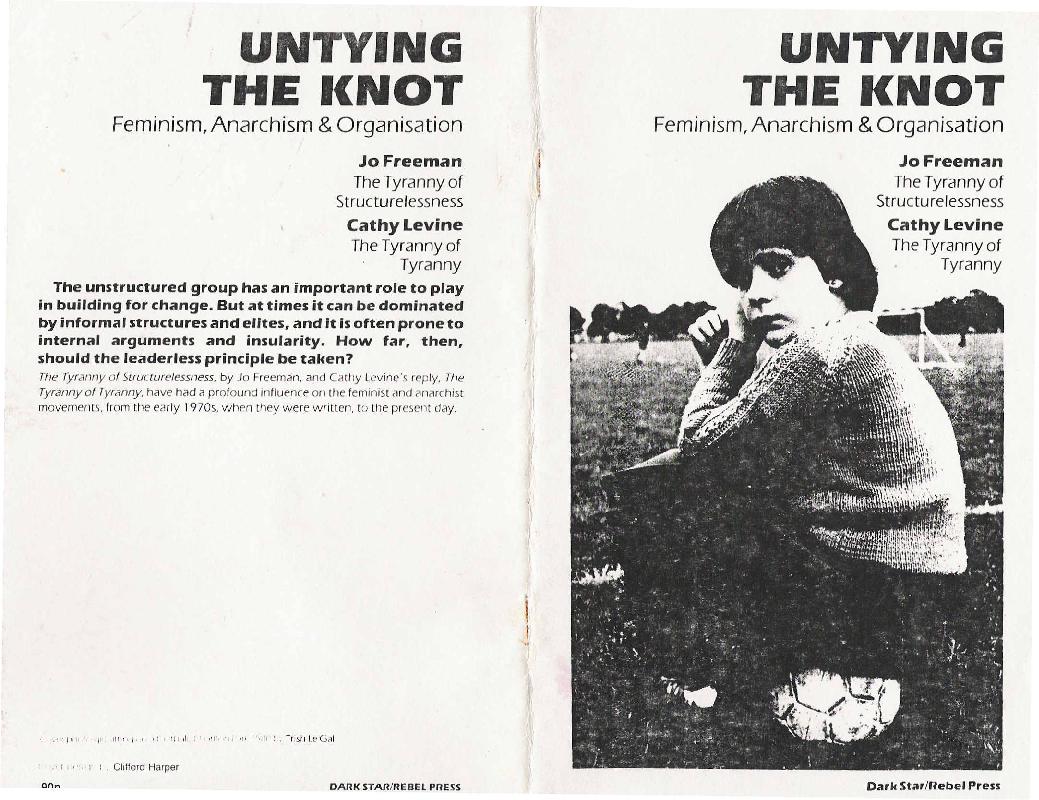 UNTYING
THE KNOT
Feminism, Anarchism & Organisation
Jo Freeman
The Tyranny of
Structurelessness
Cathy Levine
The Tyranny of
Tyranny
The unstructured group has an important role to play
in building for change. But at times it can be dominated
by informal structures and elites, and it is often prone to
internal arguments and insularity. How far, then,
should the leaderless principle be taken?
The Tyranny of Structurelessness, by Jo Freeman, and Cathy Levine's reply, The
Tyranny of Tyranny, have had a profound influence on the feminist and anarchist
movements, from the early 1970s, when they were written, to the present day.
Trish Le Gal
Clifford Harper
90p
DARK STAR/REBEL PRESS
UNTYING
THE KNOT
Feminism, Anarchism & Organisation
Jo Freeman
The Tyranny of
Structurelessness
Cathy Levine
The Tyranny of
Tyranny
Dark Star/Rebel Press